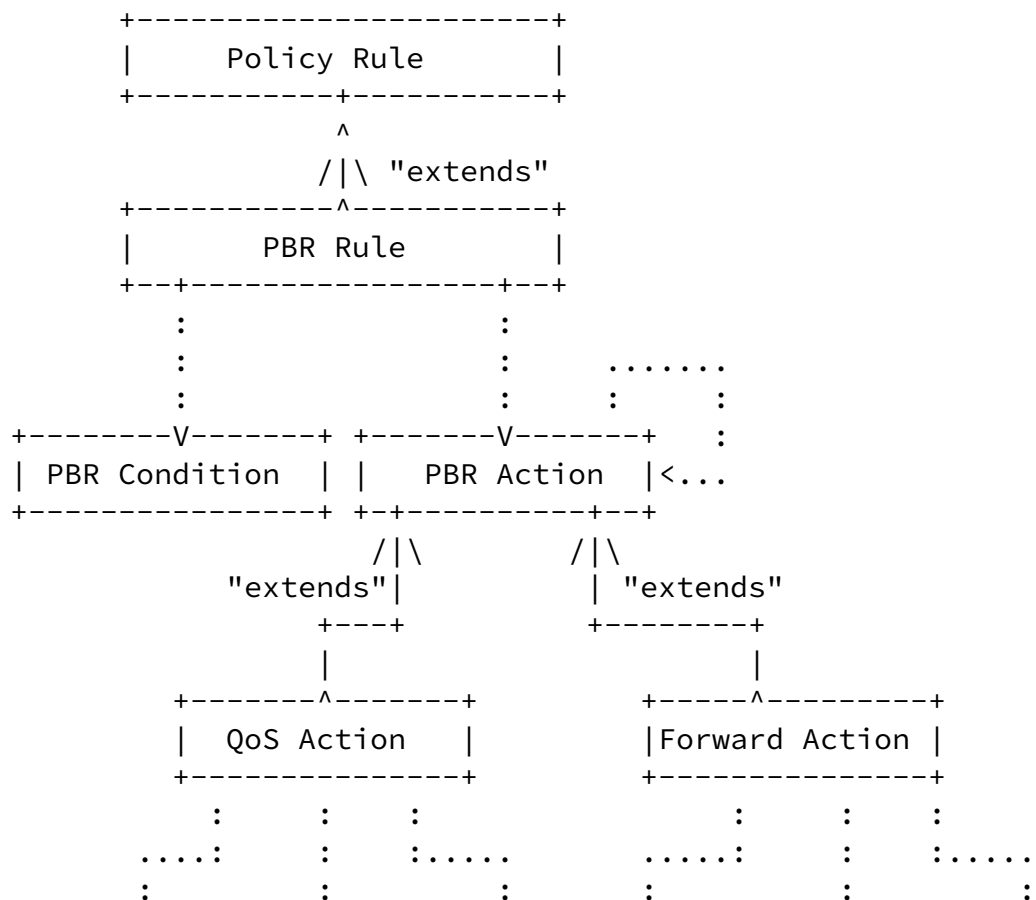 Policy Rule
"extends"
PBR Rule
PBR Condition PBR Action
"extends" "extends"
QoS Action Forward Action